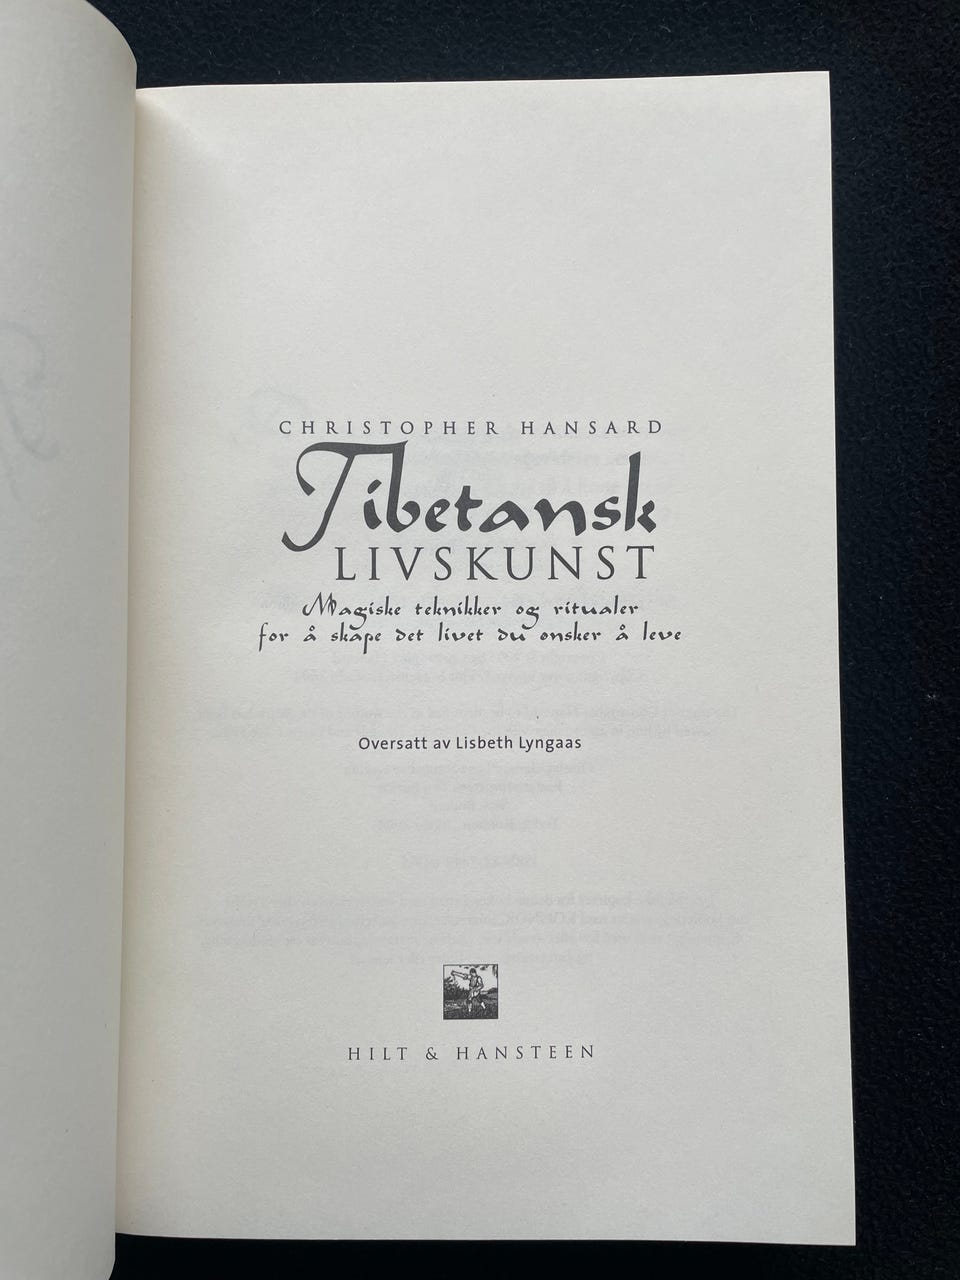 CHRISTOPHER HANSARD
Tibetansk
LIVSKUNST
Magiske teknikker og ritualer
for å skape det livet du ønsker å leve
Oversatt av Lisbeth Lyngaas
HILT & HANSTEEN